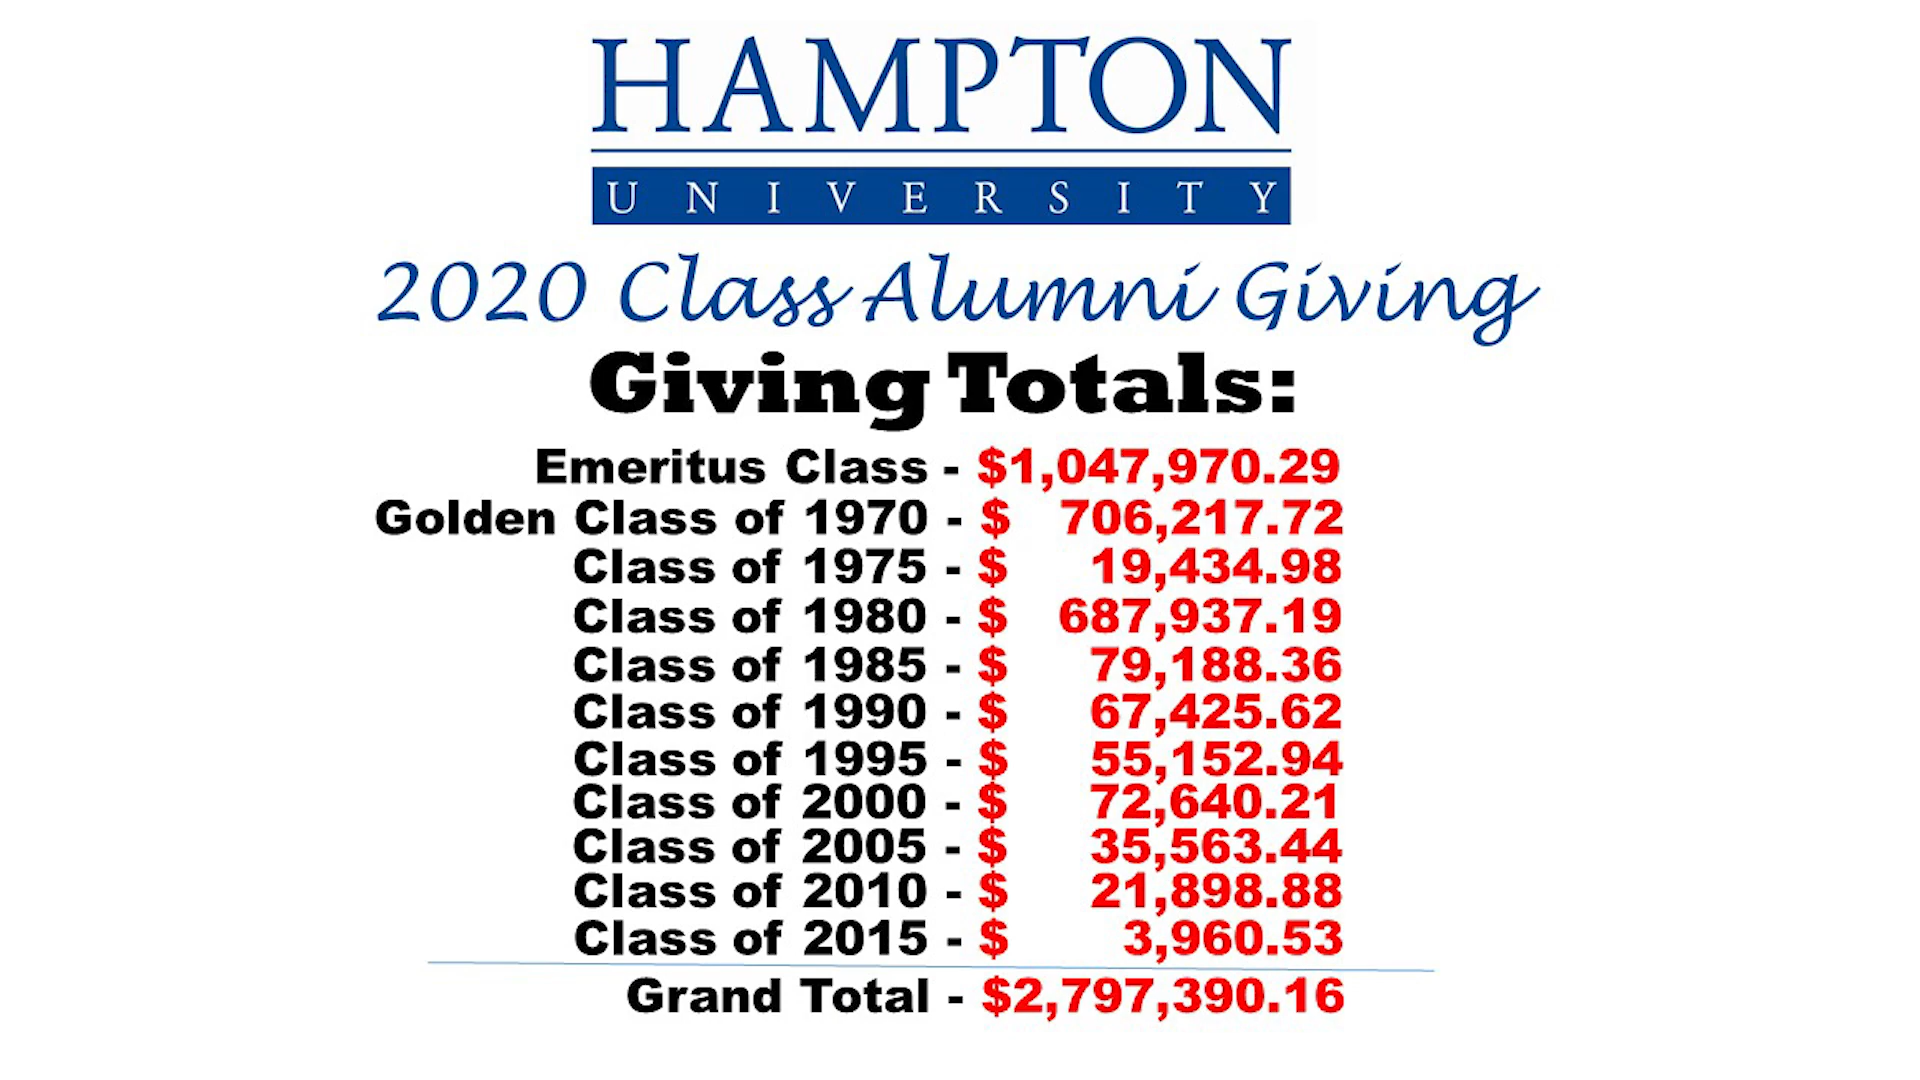 HAMPTON
UNIVERSITY
2020 Class Alumni Giving
Giving Totals:
Emeritus Class - $1,047,970.29
Golden Class of 1970 - $ 706,217.72
Class of 1975 - $ 19,434.98
Class of 1980 - $ 687,937.19
Class of 1985 - $ 79,188.36
Class of 1990 - $ 67,425.62
Class of 1995 - $ 55,152.94
Class of 2000 - $ 72,640.21
Class of 2005 - $ 35,563.44
Class of 2010 - $ 21,898.88
Class of 2015 - $ 3,960.53
Grand Total - $2,797,390.16